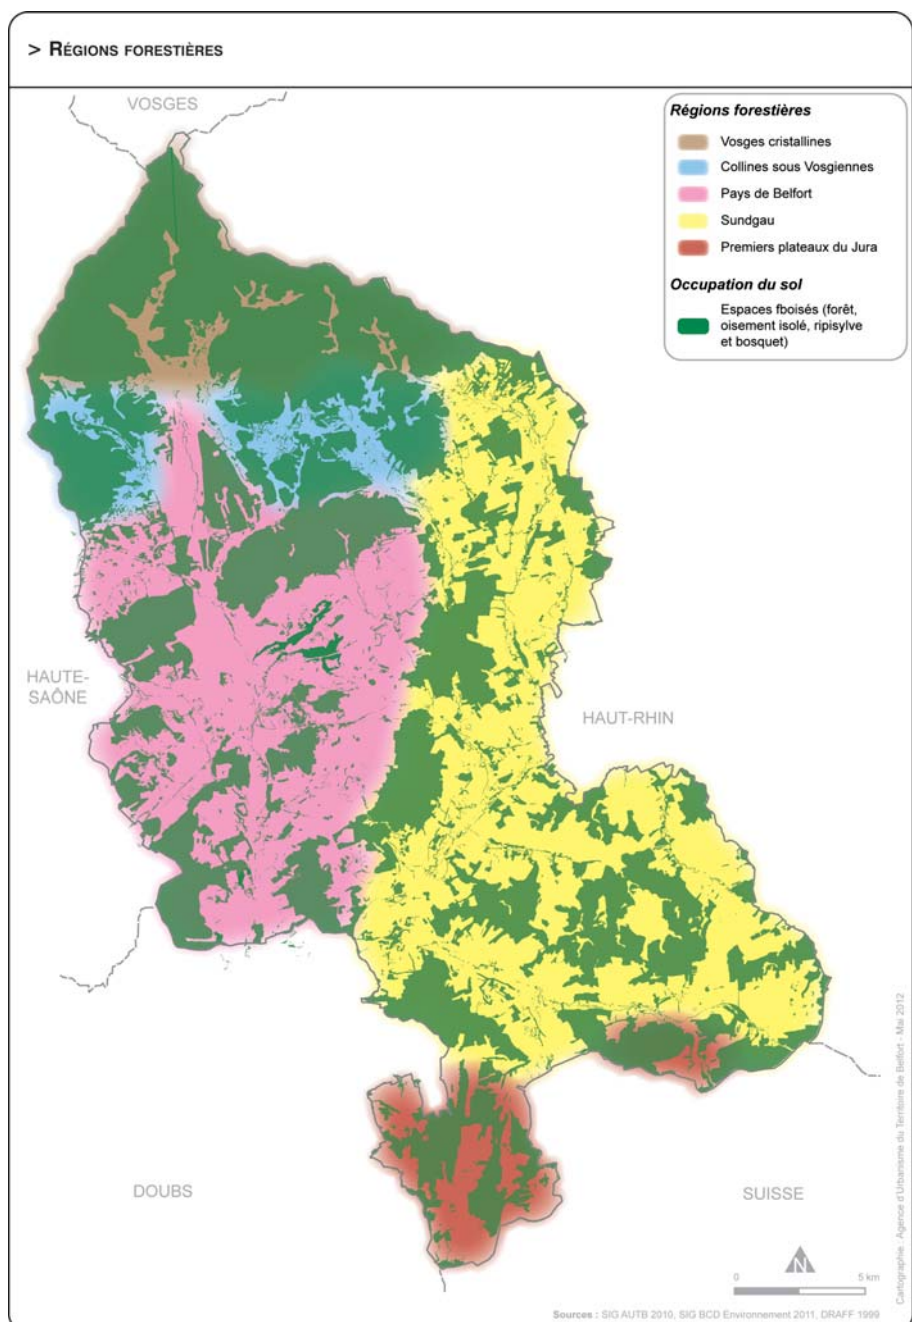 > RÉGIONS FORESTIÈRES
VOSGES
Régions forestières
Vosges cristallines
Collines sous Vosgiennes
Pays de Belfort
Sundgau
Premiers plateaux du Jura
Occupation du sol
Espaces fboisés (forêt,
oisement isolé, ripisylve
et bosquet)
HAUTE-
SAÔNE
HAUT-RHIN
DOUBS
SUISSE
N
0 5 km
Cartographie : Agence d'Urbanisme du Territoire de Belfort - Mai 2012
Sources : SIG AUTB 2010, SIG BCD Environnement 2011, DRAFF 1999